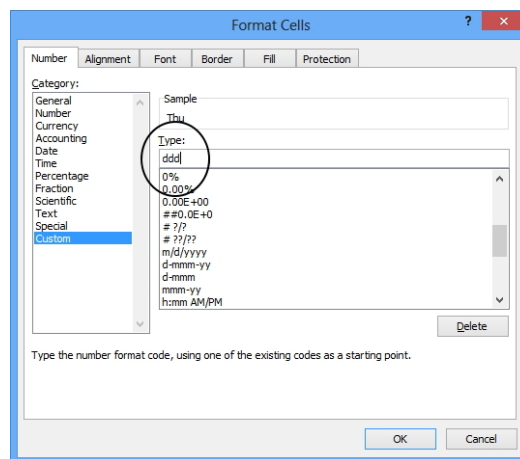 Format Cells
?
Number Alignment Font Border Fill Protection
Category:
General
Number
Currency
Accounting
Date
Time
Percentage
Fraction
Scientific
Text
Special
Custom
Sample
Thu
Type:
ddd
0%
0.00%
0.00E+00
##0.0E+0
# ?/?
# ??/??
m/d/yyyy
d-mmm-yy
d-mmm
mmm-yy
h:mm AM/PM
Delete
Type the number format code, using one of the existing codes as a starting point.
OK Cancel